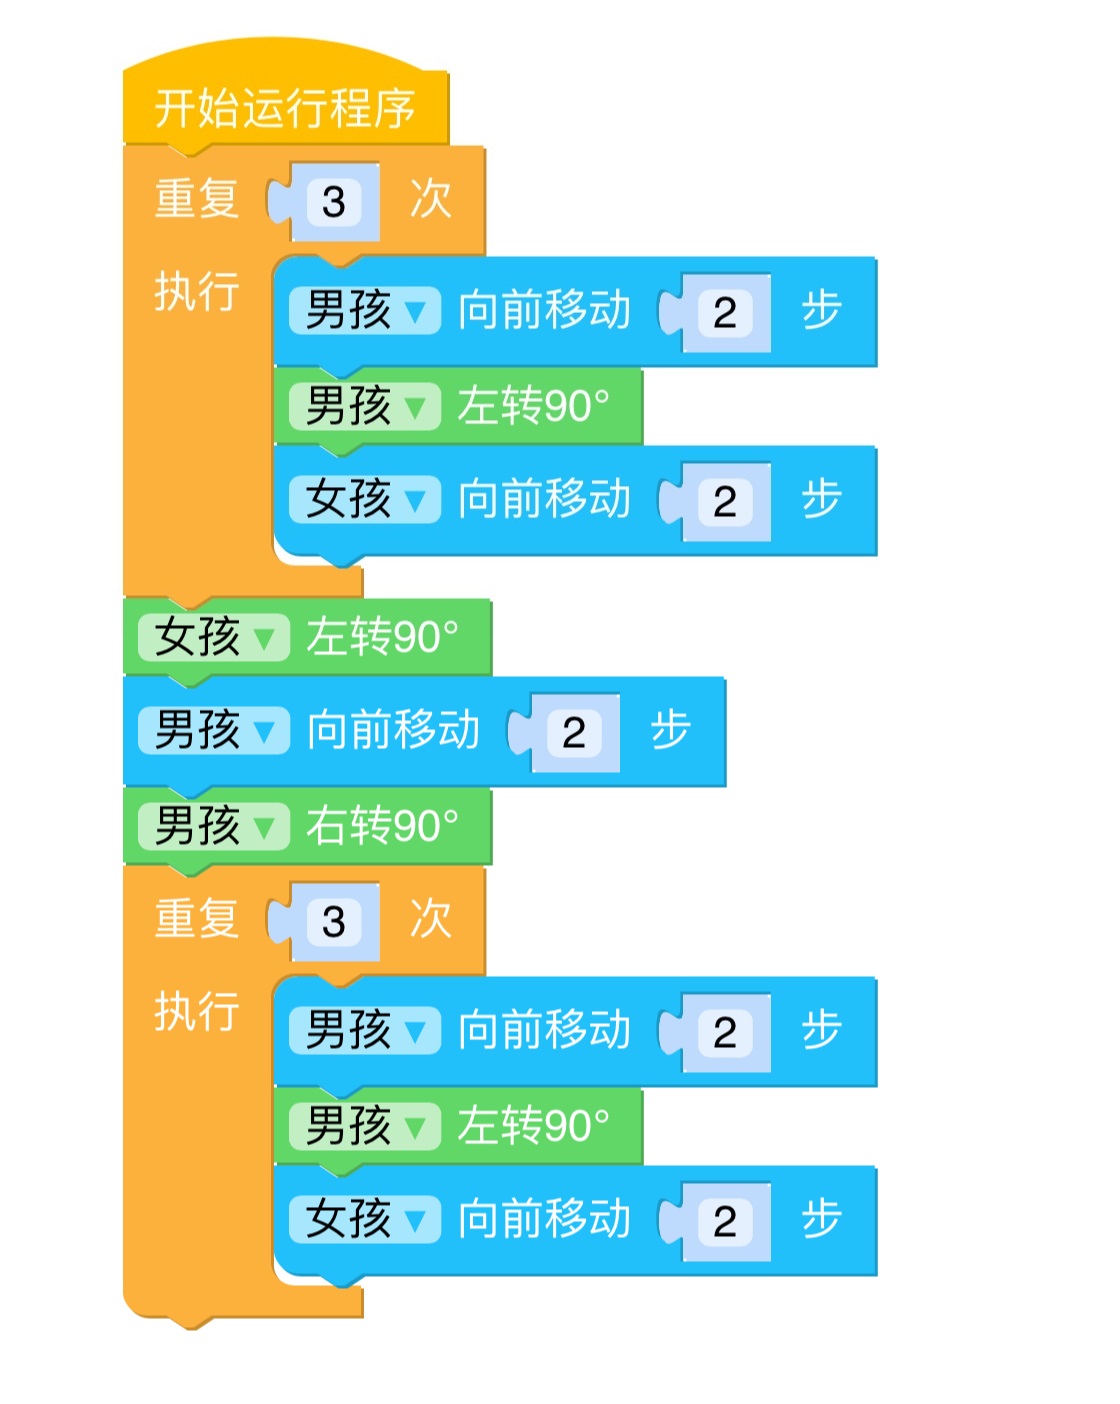 开始运行程序
重复 3 次
执行
男孩▼ 向前移动 2 步
男孩▼ 左转90°
女孩▼ 向前移动 2 步
女孩▼ 左转90°
男孩▼ 向前移动 2 步
男孩▼ 右转90°
重复 3 次
执行
男孩▼ 向前移动 2 步
男孩▼ 左转90°
女孩▼ 向前移动 2 步